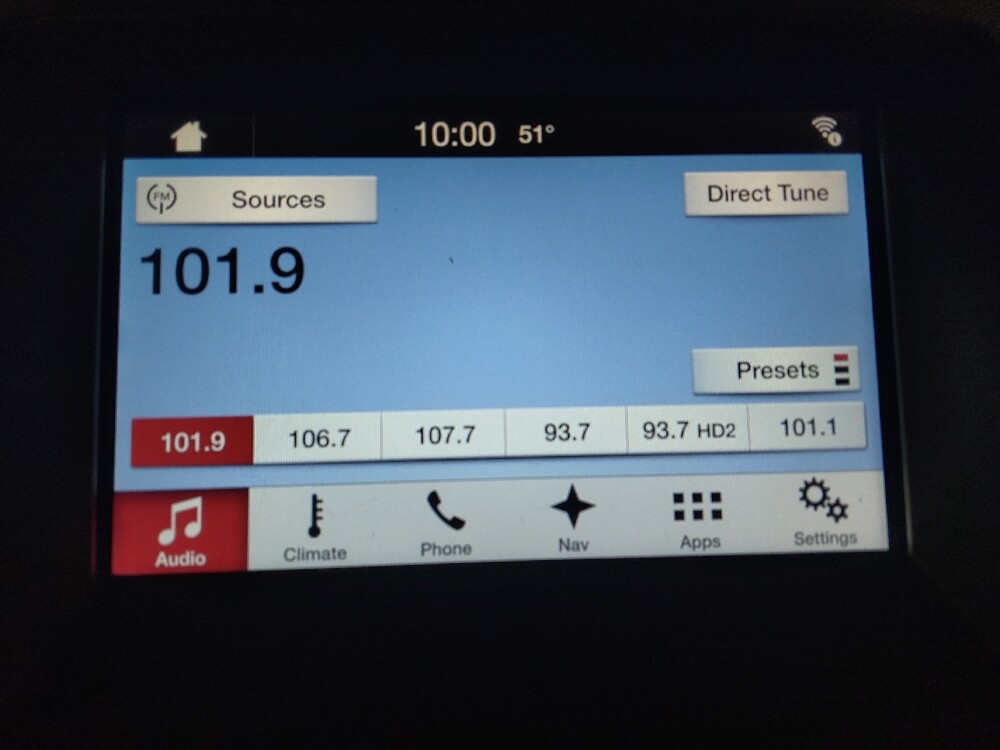 10:00 51°
FM Sources Direct Tune
101.9
Presets
101.9 106.7 107.7 93.7 93.7 HD2 101.1
Audio Climate Phone Nav Apps Settings